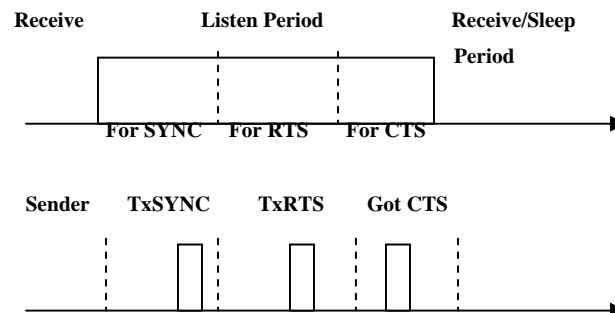 Receive Listen Period Receive/Sleep
Period
For SYNC For RTS For CTS
Sender TxSYNC TxRTS Got CTS